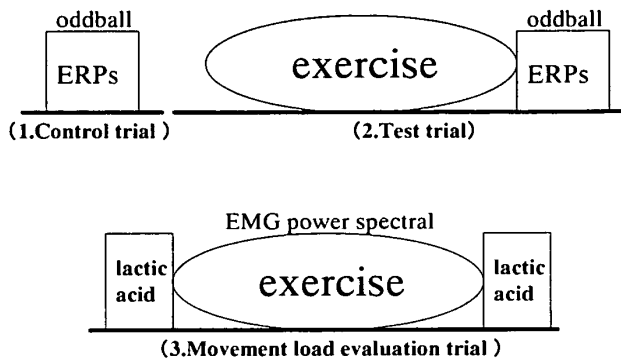 oddball
ERPs
(1.Control trial )
exercise
oddball
ERPs
(2.Test trial)
EMG power spectral
lactic
acid
exercise
lactic
acid
(3.Movement load evaluation trial )